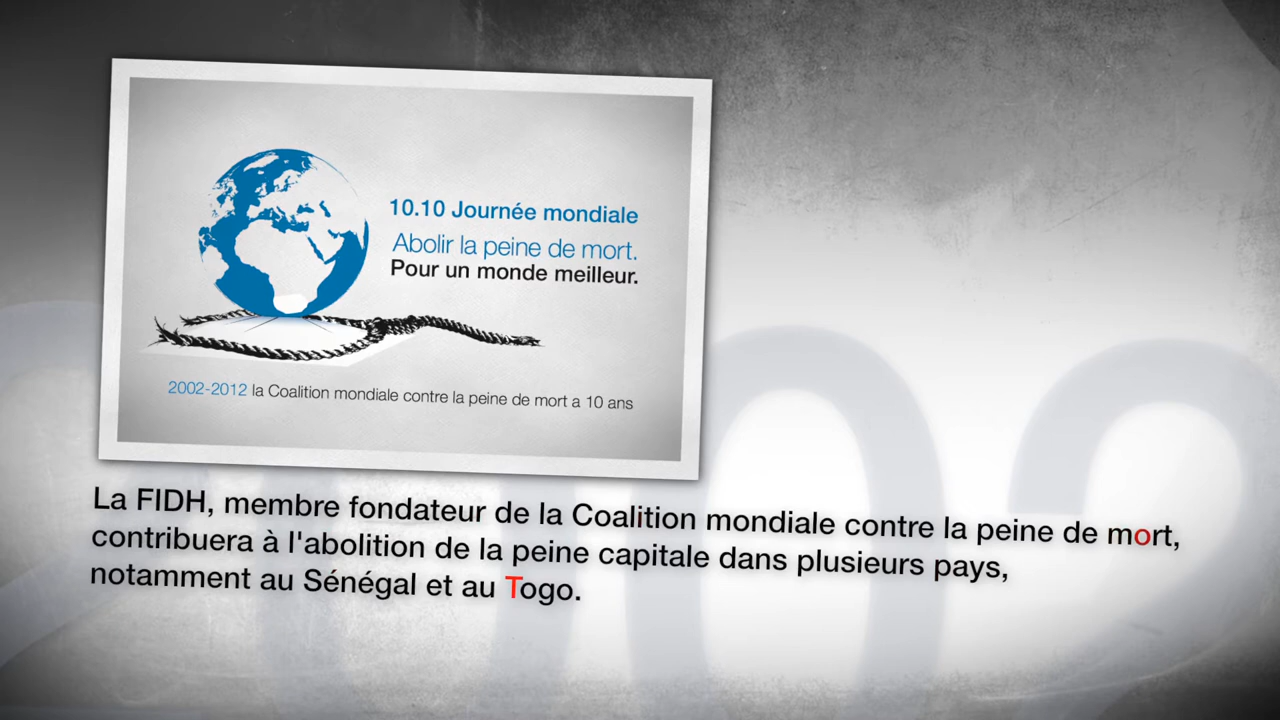 10.10 Journée mondiale
Abolir la peine de mort.
Pour un monde meilleur.
2002-2012 la Coalition mondiale contre la peine de mort a 10 ans
La FIDH, membre fondateur de la Coalition mondiale contre la peine de mort,
contribuera à l'abolition de la peine capitale dans plusieurs pays,
notamment au Sénégal et au Togo.
2002